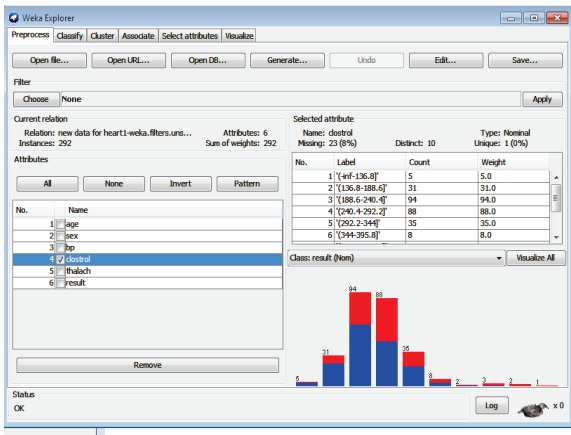 Weka Explorer
Preprocess Classify Cluster Associate Select attributes Visualize
Open file... Open URL... Open DB... Generate... Undo Edit... Save...
Filter
Choose None Apply
Current relation
Relation: new data for heart1-weka.filters.uns... Attributes: 6
Instances: 292 Sum of weights: 292
Attributes
All None Invert Pattern
No. Name
1 age
2 sex
3 bp
4 clostrol
5 thalach
6 result
Remove
Selected attribute
Name: clostrol Type: Nominal
Missing: 23 (8%) Distinct: 10 Unique: 1 (0%)
No. Label Count Weight
1 '(-inf-136.8]' 5 5.0
2 '(136.8-188.6]' 31 31.0
3 '(188.6-240.4]' 94 94.0
4 '(240.4-292.2]' 88 88.0
5 '(292.2-344]' 35 35.0
6 '(344-395.8]' 8 8.0
Class: result (Nom) Visualize All
5 31 94 88 35 8 2 3 2 1
Status
OK
Log x 0